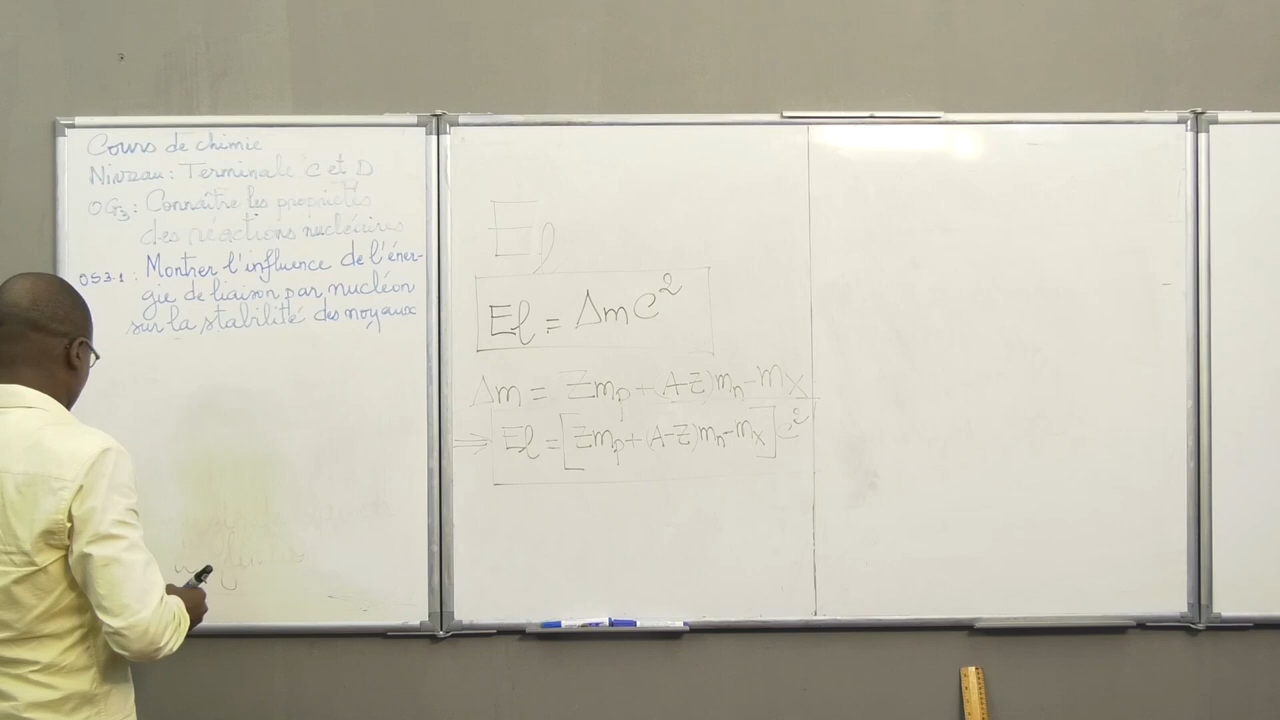 Cours de chimie
Niveau : Terminale C et D
OG3 : Connaître les propriétés
des réactions nucléaires
OS3.1 : Montrer l'influence de l'éner-
gie de liaison par nucléon
sur la stabilité des noyaux
El
El = Δmc²
Δm = Zmp + (A-Z)mn - mX
⇒ El = [Zmp + (A-Z)mn - mX]c²